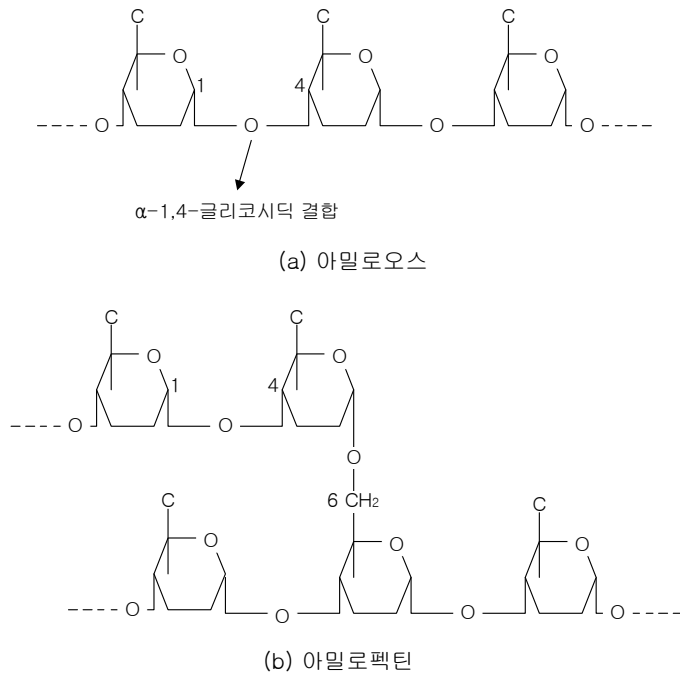 C C C
O O O
1 4
O O O O
α-1,4-글리코시딕 결합
(a) 아밀로오스
C C
O O
1 4
O O
O
6 CH₂
C C
O O O
O O O O
(b) 아밀로펙틴